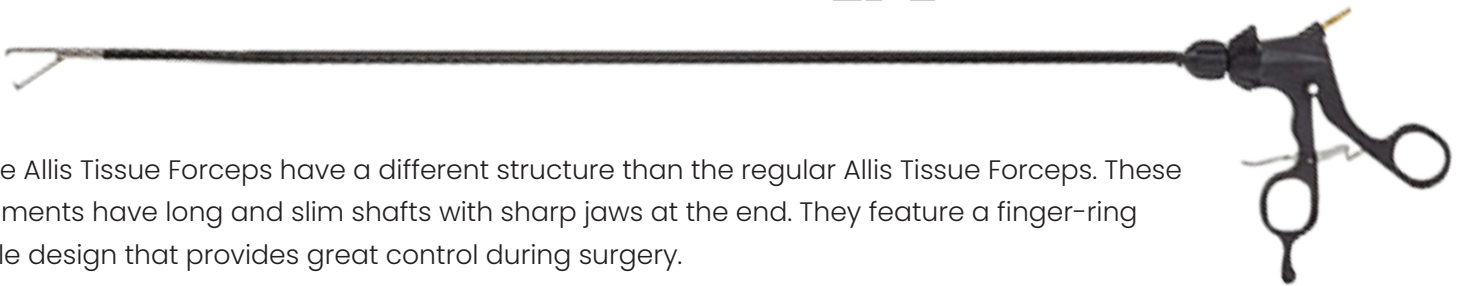 e Allis Tissue Forceps have a different structure than the regular Allis Tissue Forceps. These
ments have long and slim shafts with sharp jaws at the end. They feature a finger-ring
le design that provides great control during surgery.